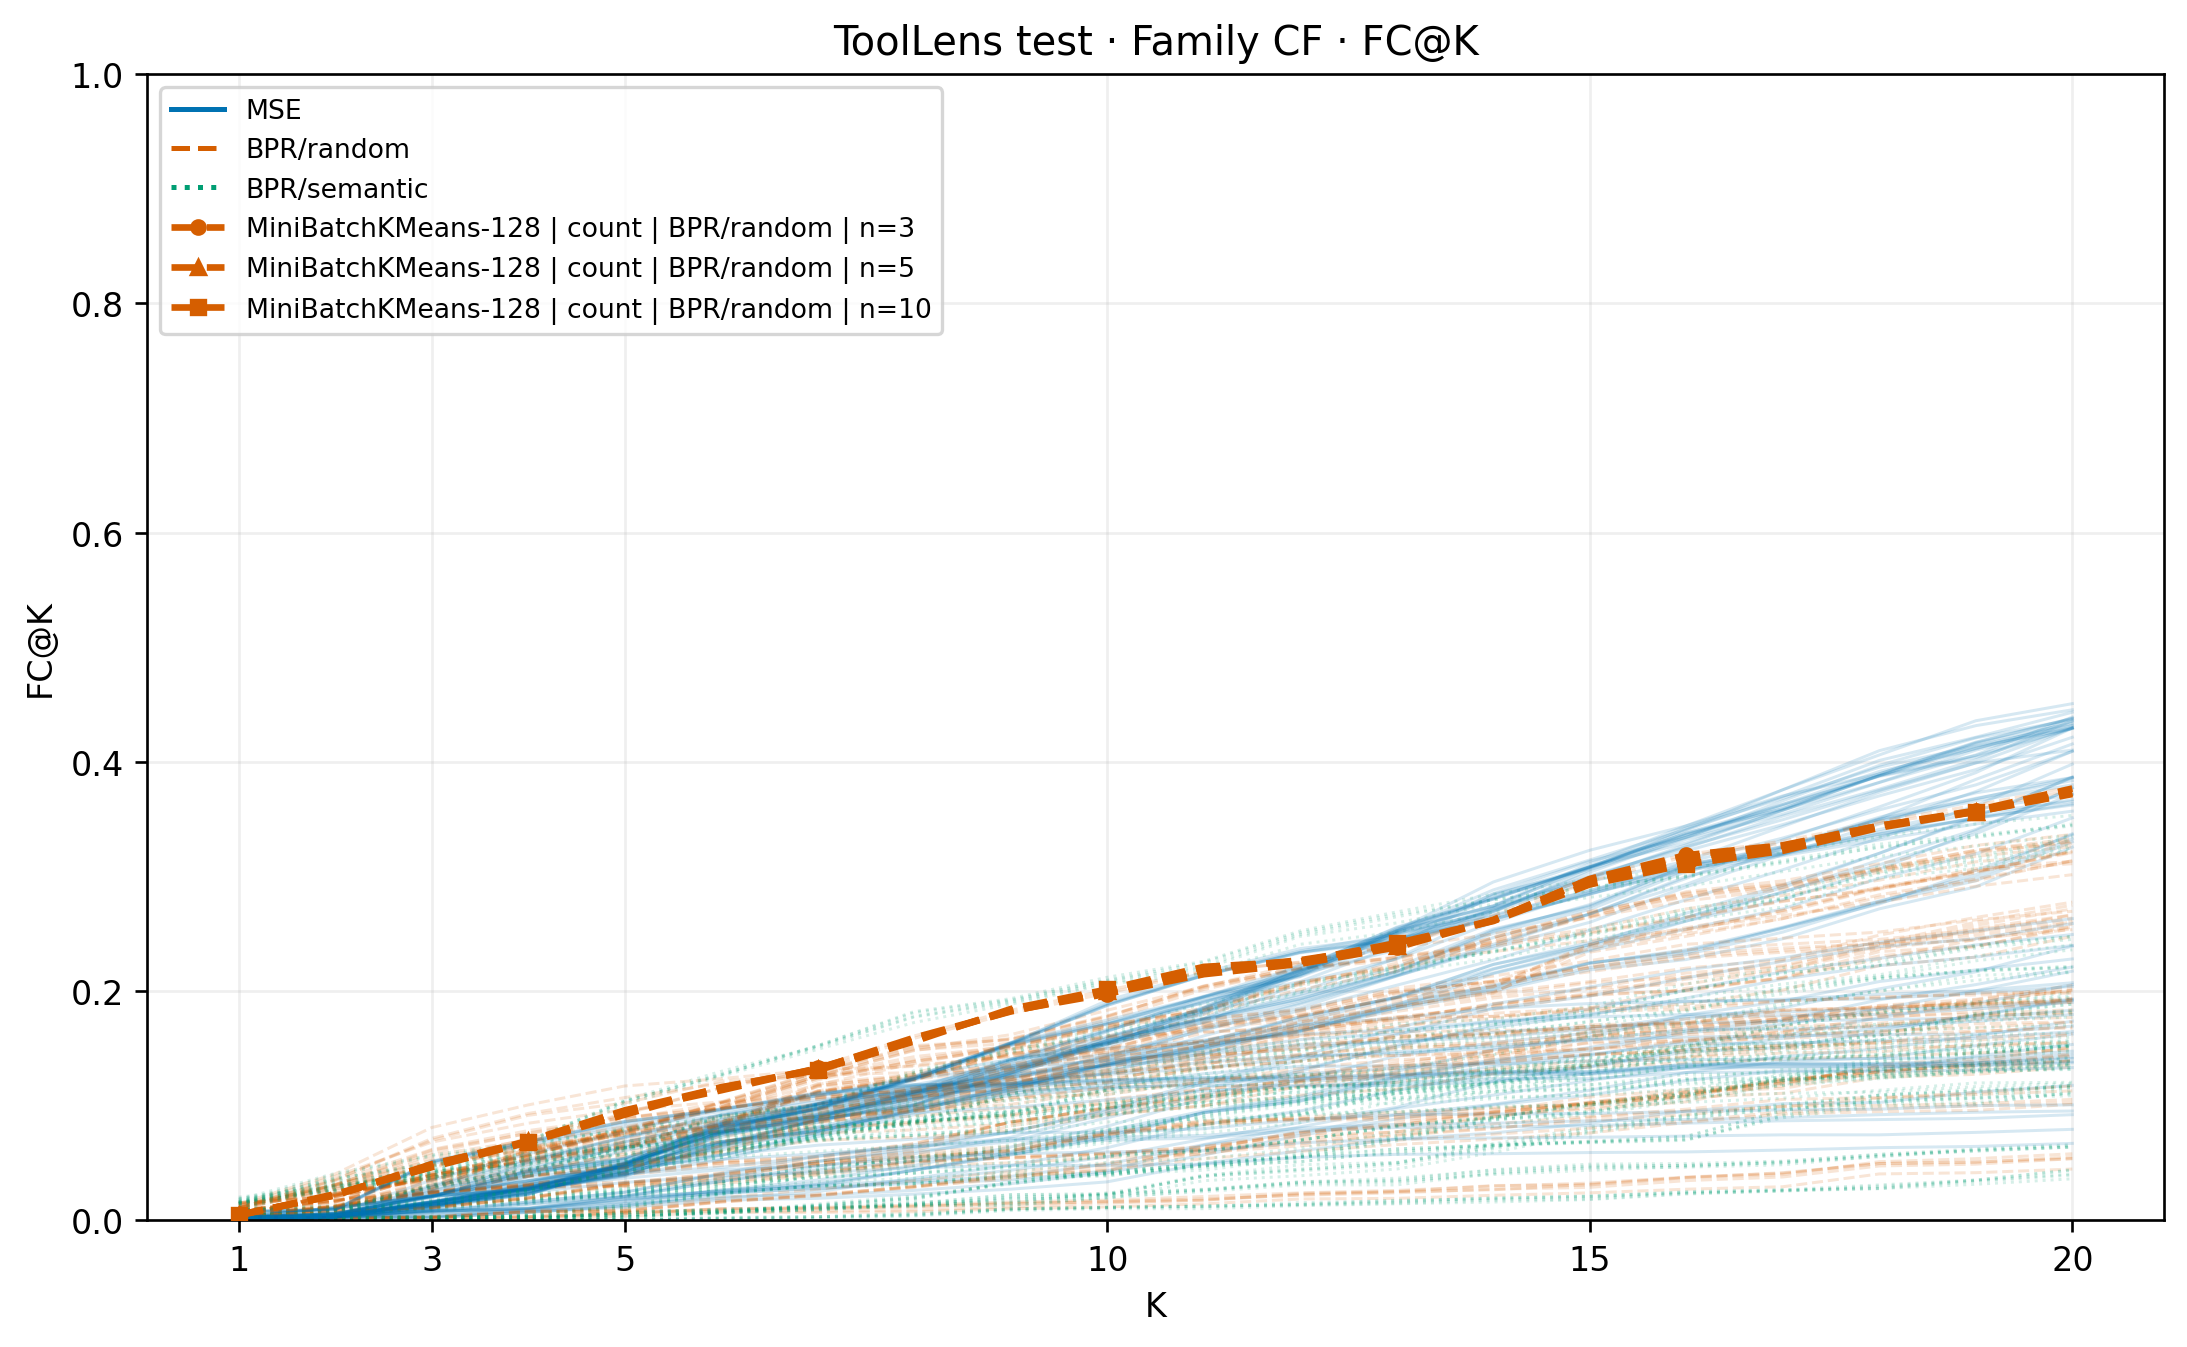 ToolLens test · Family CF · FC@K
1.0
0.8
0.6
0.4
0.2
0.0
FC@K
MSE
BPR/random
BPR/semantic
MiniBatchKMeans-128 | count | BPR/random | n=3
MiniBatchKMeans-128 | count | BPR/random | n=5
MiniBatchKMeans-128 | count | BPR/random | n=10
1 3 5 10 15 20
K